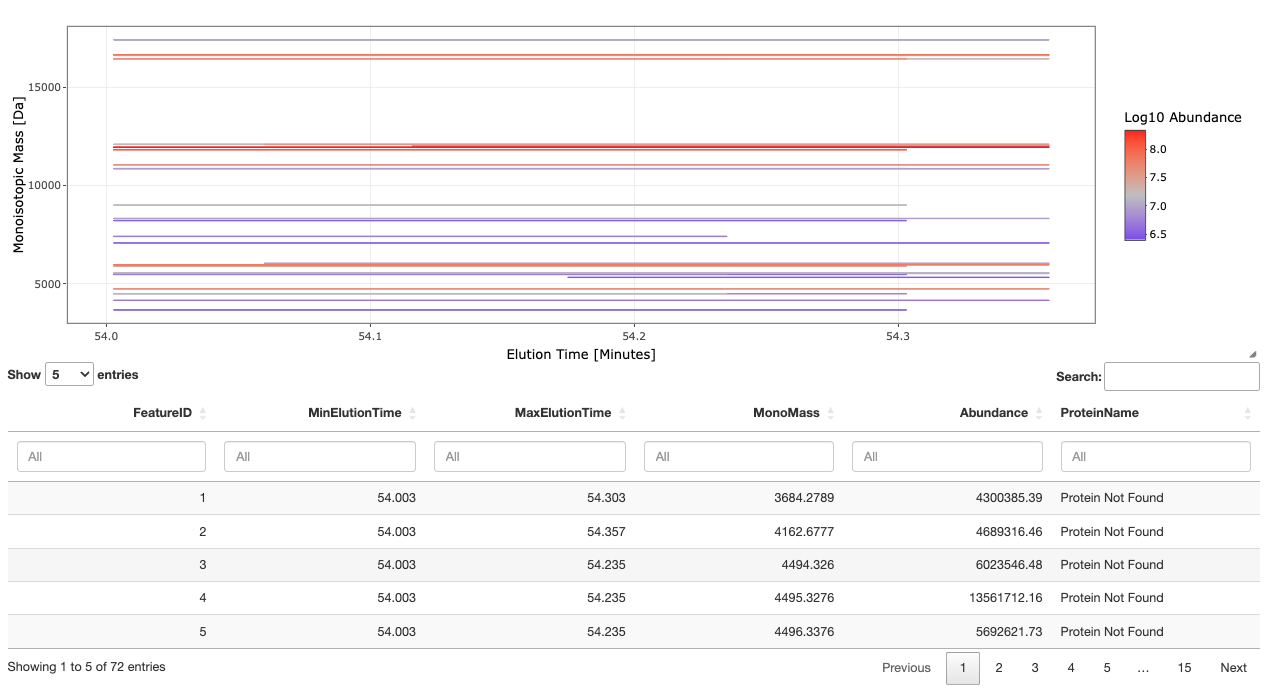 Monoisotopic Mass [Da]
15000
10000
5000
54.0 54.1 54.2 54.3
Elution Time [Minutes]
Log10 Abundance
8.0
7.5
7.0
6.5
Show 5 entries Search:
FeatureID MinElutionTime MaxElutionTime MonoMass Abundance ProteinName
All All All All All All
1 54.003 54.303 3684.2789 4300385.39 Protein Not Found
2 54.003 54.357 4162.6777 4689316.46 Protein Not Found
3 54.003 54.235 4494.326 6023546.48 Protein Not Found
4 54.003 54.235 4495.3276 13561712.16 Protein Not Found
5 54.003 54.235 4496.3376 5692621.73 Protein Not Found
Showing 1 to 5 of 72 entries Previous 1 2 3 4 5 ... 15 Next